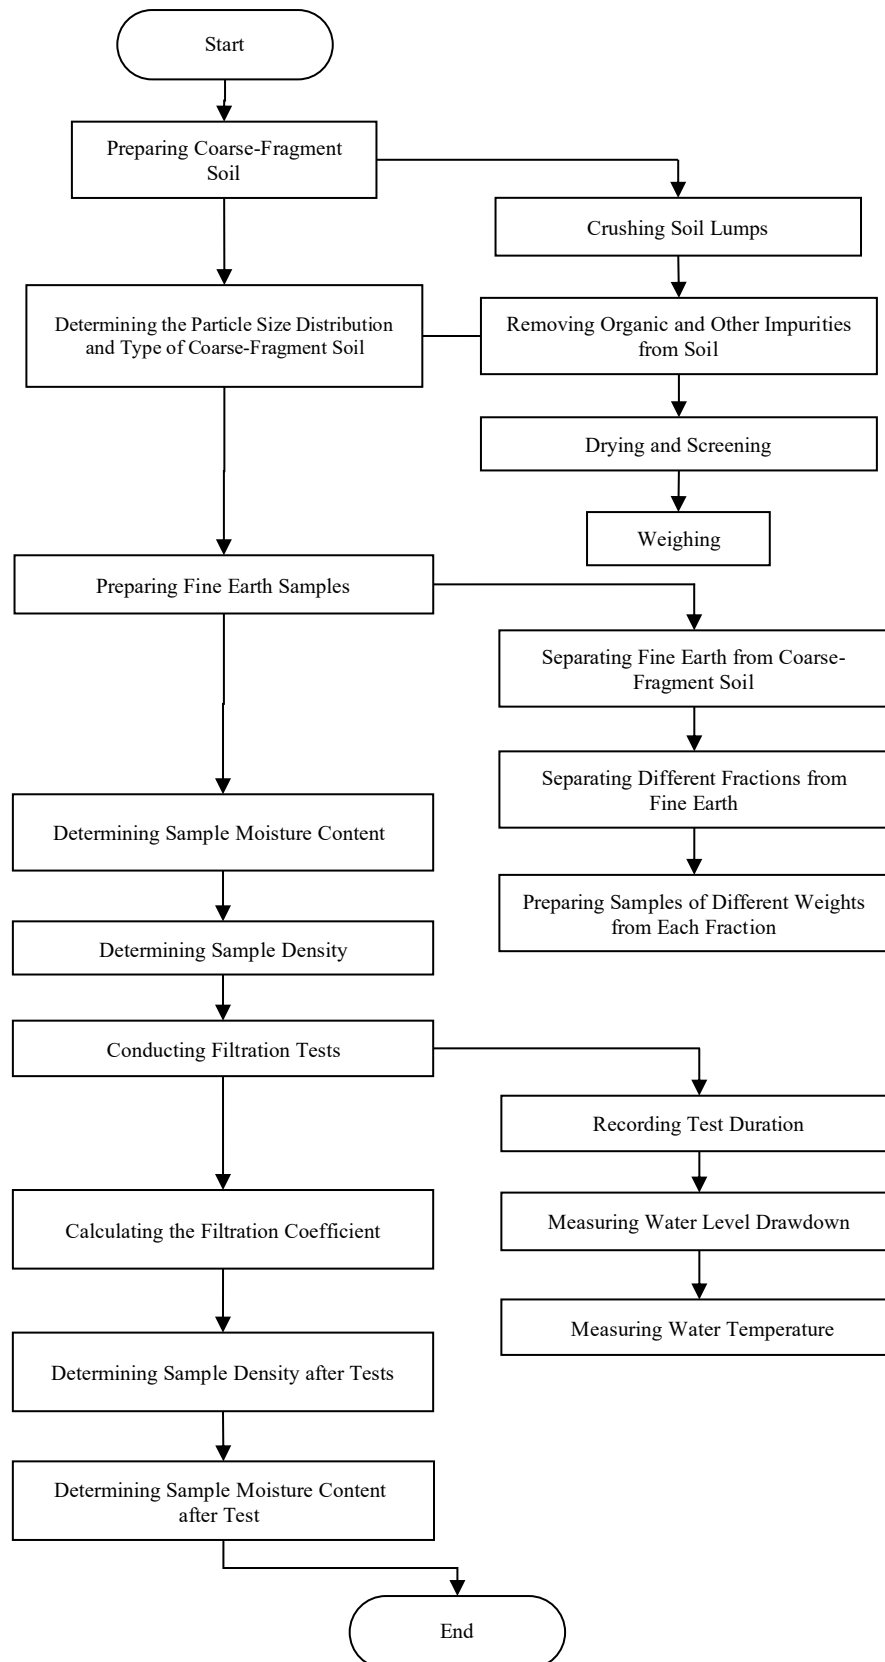 Start
Preparing Coarse-Fragment
Soil
Crushing Soil Lumps
Determining the Particle Size Distribution
and Type of Coarse-Fragment Soil
Removing Organic and Other Impurities
from Soil
Drying and Screening
Weighing
Preparing Fine Earth Samples
Separating Fine Earth from Coarse-
Fragment Soil
Separating Different Fractions from
Fine Earth
Determining Sample Moisture Content
Preparing Samples of Different Weights
from Each Fraction
Determining Sample Density
Conducting Filtration Tests
Recording Test Duration
Calculating the Filtration Coefficient
Measuring Water Level Drawdown
Measuring Water Temperature
Determining Sample Density after Tests
Determining Sample Moisture Content
after Test
End